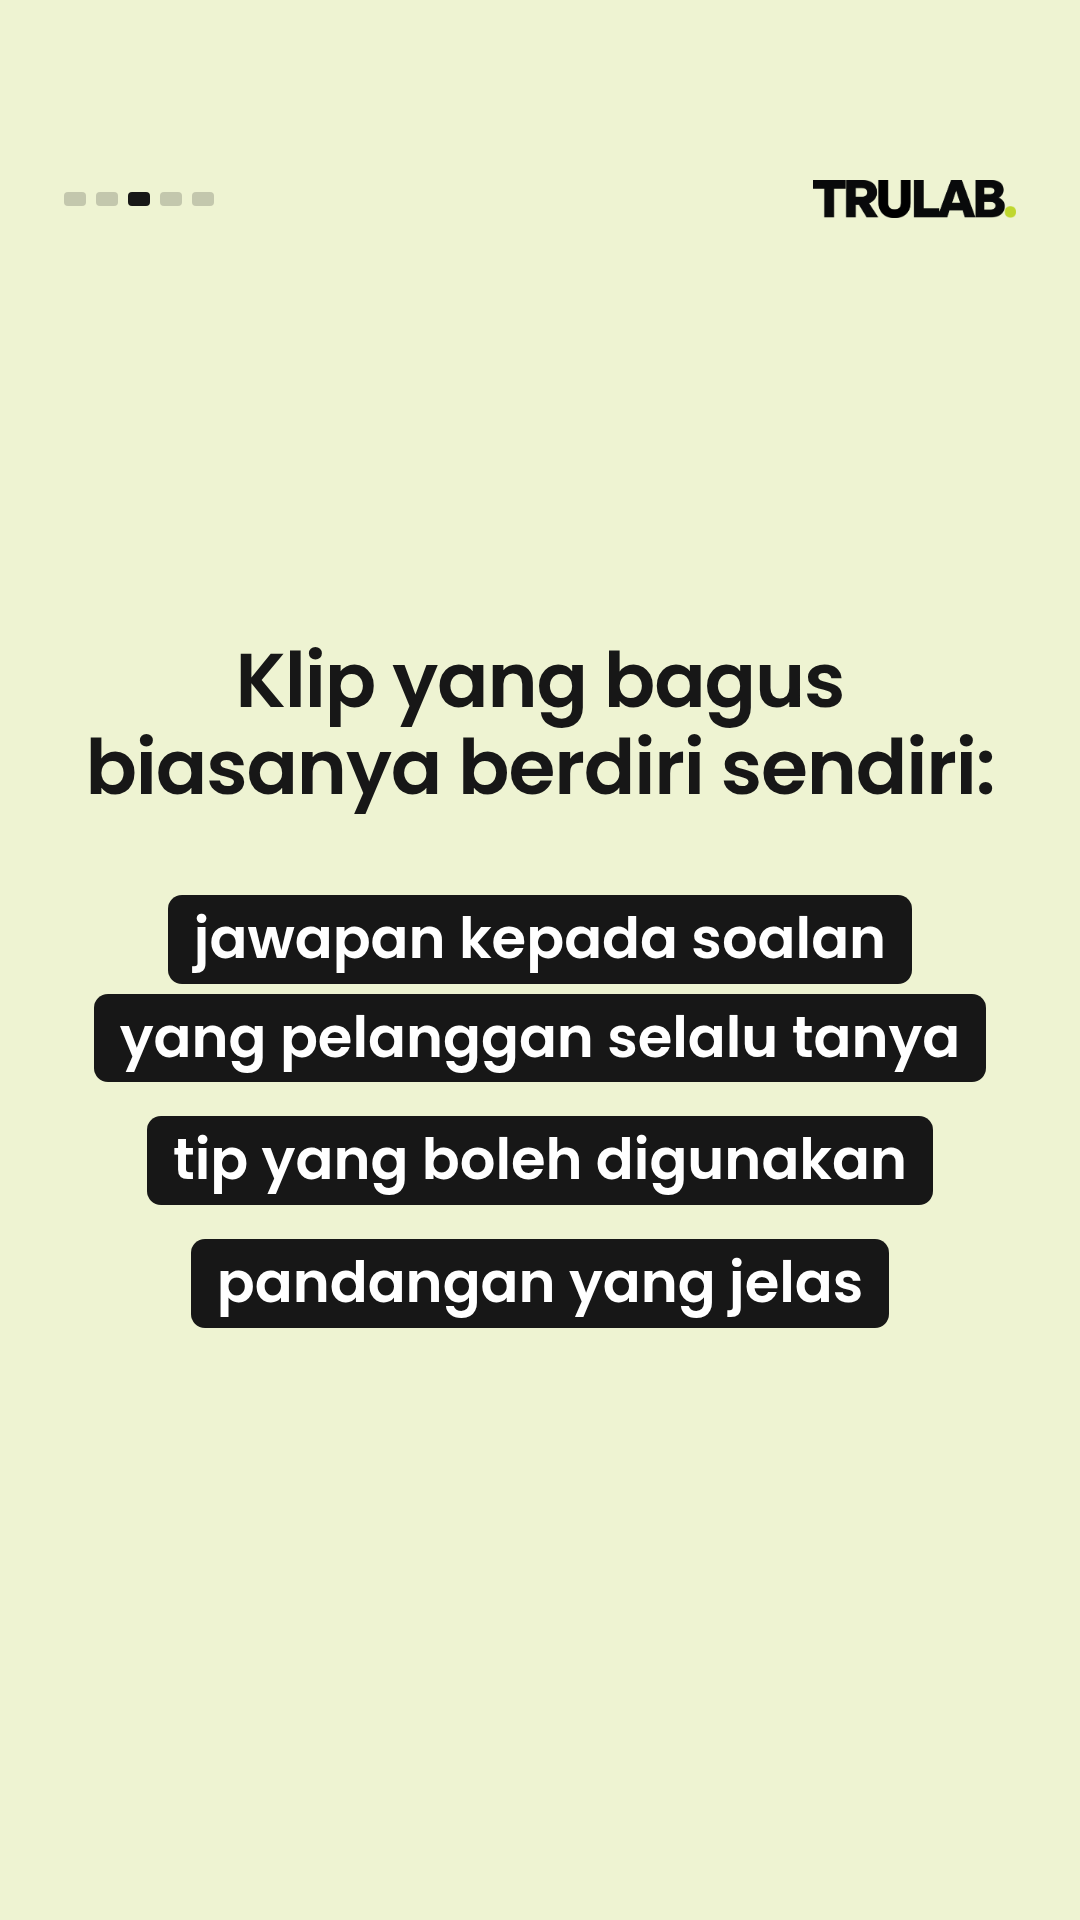 TRULAB.
Klip yang bagus
biasanya berdiri sendiri:
jawapan kepada soalan
yang pelanggan selalu tanya
tip yang boleh digunakan
pandangan yang jelas